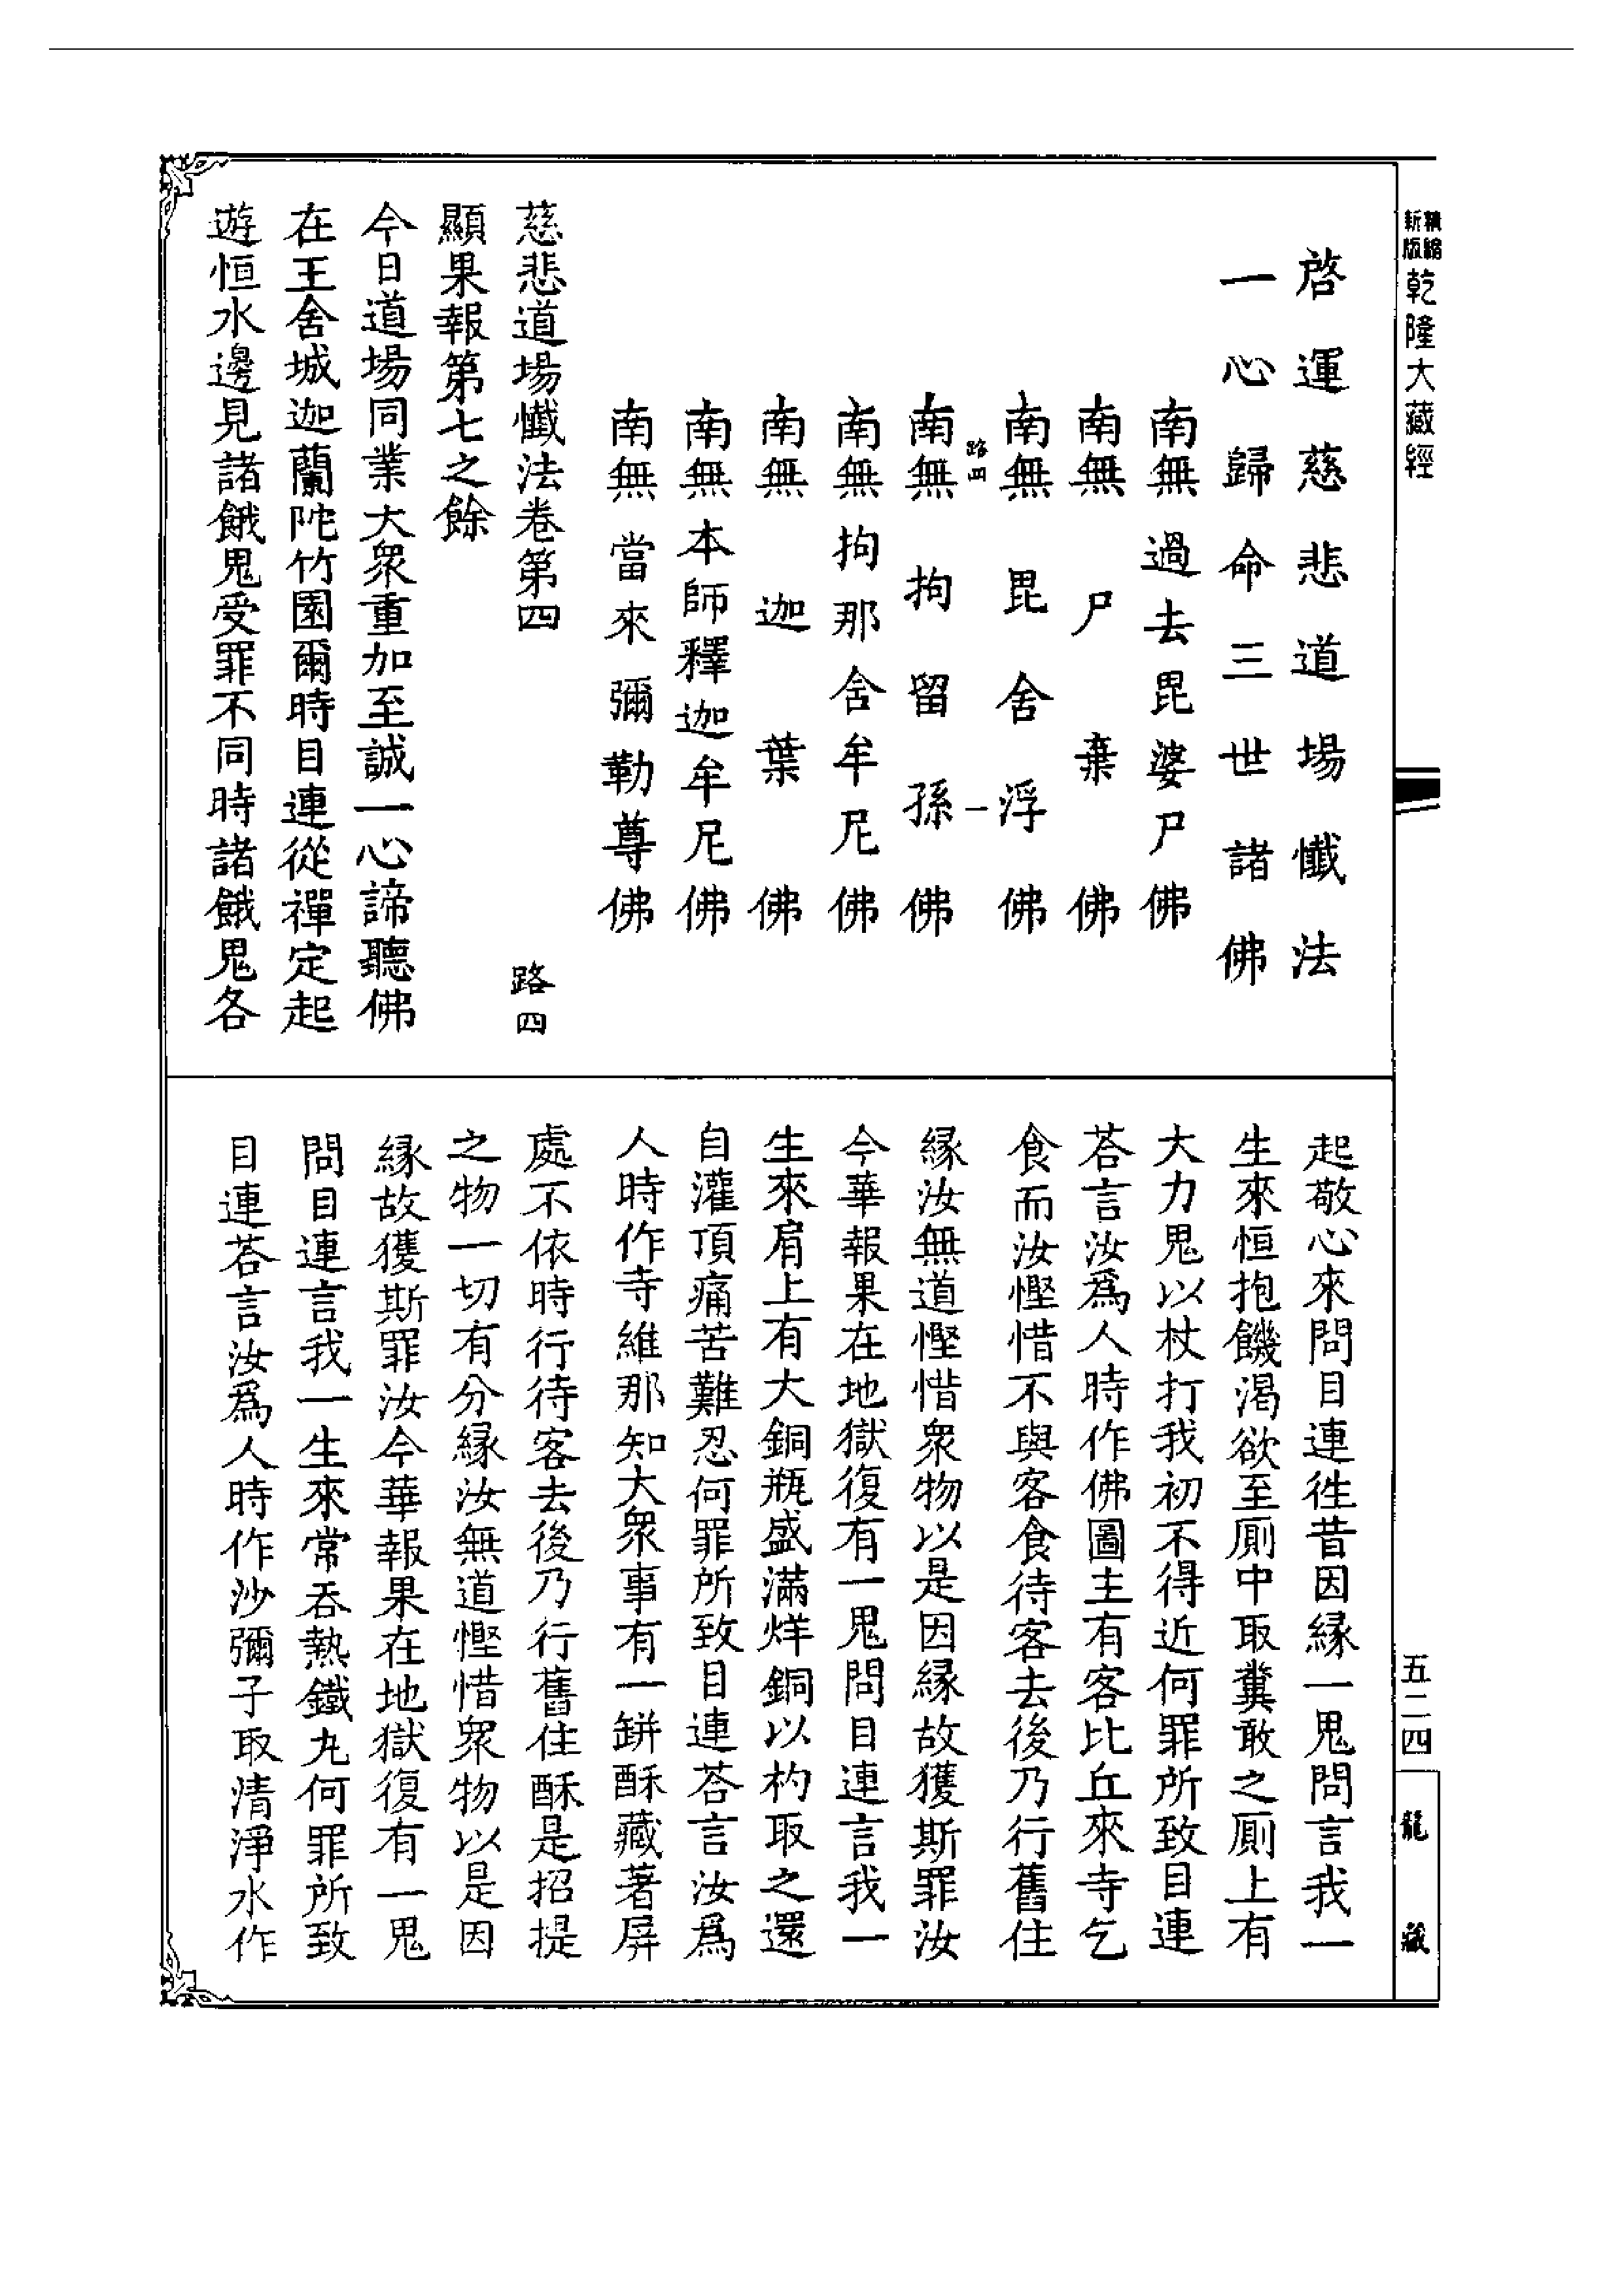 精縮
新版
乾隆大藏經
啓運慈悲道場懺法
一心歸命三世諸佛
南無過去毘婆尸佛
南無尸棄佛
南無毘舍浮佛
路四 一
南無拘留孫佛
南無拘那舍牟尼佛
南無迦葉佛
南無本師釋迦牟尼佛
南無當來彌勒尊佛
慈悲道場懺法卷第四 路四
顯果報第七之餘
今日道場同業大衆重加至誠一心諦聽佛
在王舍城迦蘭陀竹園爾時目連從禪定起
遊恒水邊見諸餓鬼受罪不同時諸餓鬼各
起敬心來問目連徃昔因緣一鬼問言我一
生來恒抱饑渴欲至厠中取糞噉之厠上有
大力鬼以杖打我初不得近何罪所致目連
荅言汝爲人時作佛圖主有客比丘來寺乞
食而汝慳惜不與客食待客去後乃行舊住
緣汝無道慳惜衆物以是因緣故獲斯罪汝
今華報果在地獄復有一鬼問目連言我一
生來肩上有大銅瓶盛滿烊銅以杓取之還
自灌頂痛苦難忍何罪所致目連荅言汝爲
人時作寺維那知大衆事有一缾酥藏著屏
處不依時行待客去後乃行舊住酥是招提
之物一切有分緣汝無道慳惜衆物以是因
緣故獲斯罪汝今華報果在地獄復有一鬼
問目連言我一生來常吞熱鐵丸何罪所致
目連荅言汝爲人時作沙彌子取清淨水作
五二四
龍藏